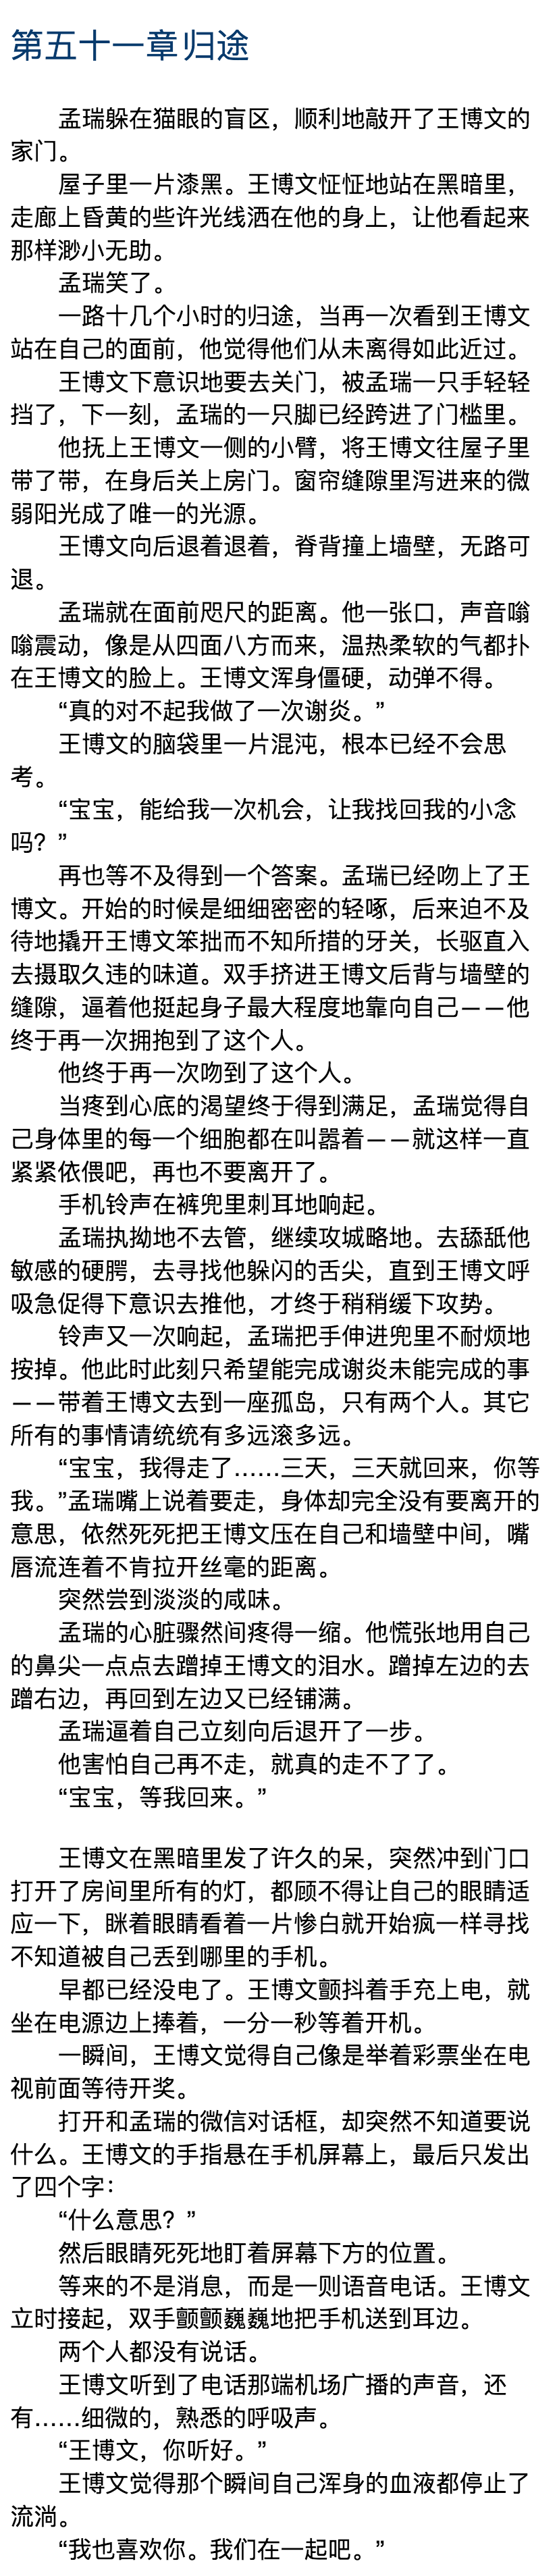 第五十一章 归途
孟瑞躲在猫眼的盲区，顺利地敲开了王博文的
家门。
屋子里一片漆黑。王博文怔怔地站在黑暗里，
走廊上昏黄的些许光线洒在他的身上，让他看起来
那样渺小无助。
孟瑞笑了。
一路十几个小时的归途，当再一次看到王博文
站在自己的面前，他觉得他们从未离得如此近过。
王博文下意识地要去关门，被孟瑞一只手轻轻
挡了，下一刻，孟瑞的一只脚已经跨进了门槛里。
他抚上王博文一侧的小臂，将王博文往屋子里
带了带，在身后关上房门。窗帘缝隙里泻进来的微
弱阳光成了唯一的光源。
王博文向后退着退着，脊背撞上墙壁，无路可
退。
孟瑞就在面前咫尺的距离。他一张口，声音嗡
嗡震动，像是从四面八方而来，温热柔软的气都扑
在王博文的脸上。王博文浑身僵硬，动弹不得。
“真的对不起我做了一次谢炎。”
王博文的脑袋里一片混沌，根本已经不会思
考。
“宝宝，能给我一次机会，让我找回我的小念
吗？”
再也等不及得到一个答案。孟瑞已经吻上了王
博文。开始的时候是细细密密的轻啄，后来迫不及
待地撬开王博文笨拙而不知所措的牙关，长驱直入
去摄取久违的味道。双手挤进王博文后背与墙壁的
缝隙，逼着他挺起身子最大程度地靠向自己——他
终于再一次拥抱到了这个人。
他终于再一次吻到了这个人。
当疼到心底的渴望终于得到满足，孟瑞觉得自
己身体里的每一个细胞都在叫嚣着——就这样一直
紧紧依偎吧，再也不要离开了。
手机铃声在裤兜里刺耳地响起。
孟瑞执拗地不去管，继续攻城略地。去舔舐他
敏感的硬腭，去寻找他躲闪的舌尖，直到王博文呼
吸急促得下意识去推他，才终于稍稍缓下攻势。
铃声又一次响起，孟瑞把手伸进兜里不耐烦地
按掉。他此时此刻只希望能完成谢炎未能完成的事
——带着王博文去到一座孤岛，只有两个人。其它
所有的事情请统统有多远滚多远。
“宝宝，我得走了……三天，三天就回来，你等
我。”孟瑞嘴上说着要走，身体却完全没有要离开的
意思，依然死死把王博文压在自己和墙壁中间，嘴
唇流连着不肯拉开丝毫的距离。
突然尝到淡淡的咸味。
孟瑞的心脏骤然间疼得一缩。他慌张地用自己
的鼻尖一点点去蹭掉王博文的泪水。蹭掉左边的去
蹭右边，再回到左边又已经铺满。
孟瑞逼着自己立刻向后退开了一步。
他害怕自己再不走，就真的走不了了。
“宝宝，等我回来。”
王博文在黑暗里发了许久的呆，突然冲到门口
打开了房间里所有的灯，都顾不得让自己的眼睛适
应一下，眯着眼睛看着一片惨白就开始疯一样寻找
不知道被自己丢到哪里的手机。
早都已经没电了。王博文颤抖着手充上电，就
坐在电源边上捧着，一分一秒等着开机。
一瞬间，王博文觉得自己像是举着彩票坐在电
视前面等待开奖。
打开和孟瑞的微信对话框，却突然不知道要说
什么。王博文的手指悬在手机屏幕上，最后只发出
了四个字：
“什么意思？”
然后眼睛死死地盯着屏幕下方的位置。
等来的不是消息，而是一则语音电话。王博文
立时接起，双手颤颤巍巍地把手机送到耳边。
两个人都没有说话。
王博文听到了电话那端机场广播的声音，还
有……细微的，熟悉的呼吸声。
“王博文，你听好。”
王博文觉得那个瞬间自己浑身的血液都停止了
流淌。
“我也喜欢你。我们在一起吧。”